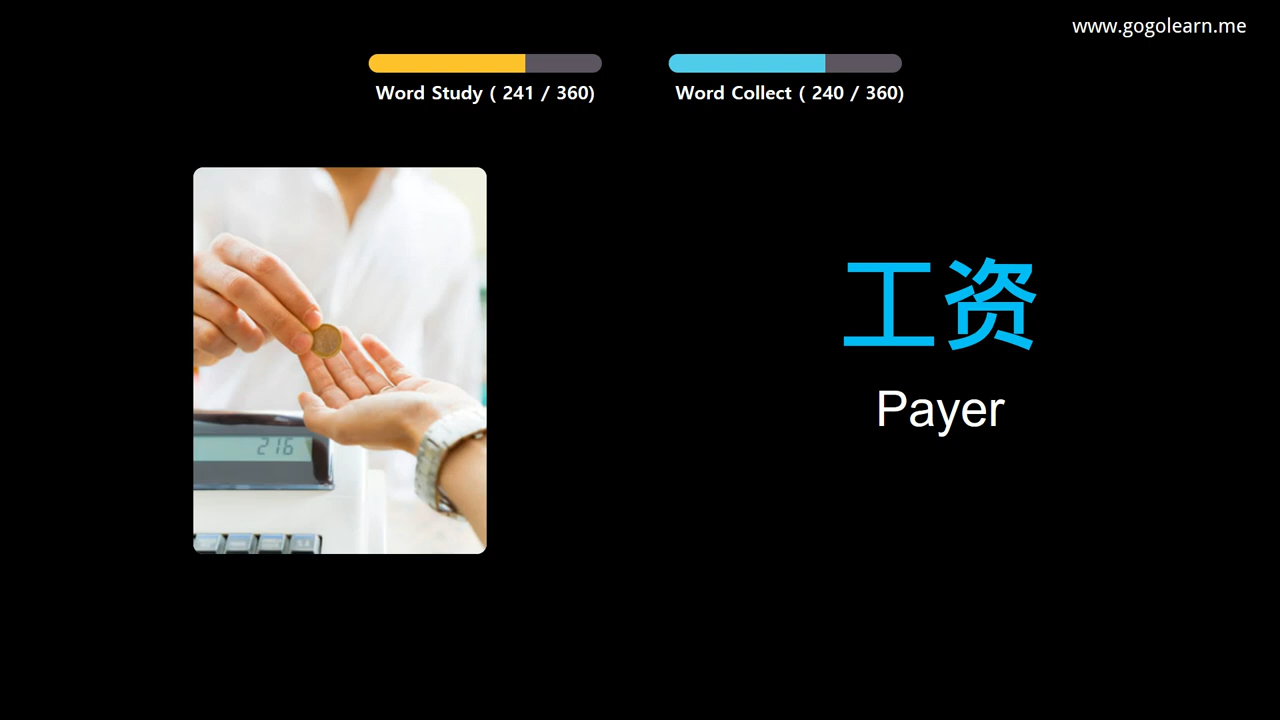 www.gogolearn.me
Word Study ( 241 / 360)
Word Collect ( 240 / 360)
工资
Payer
216